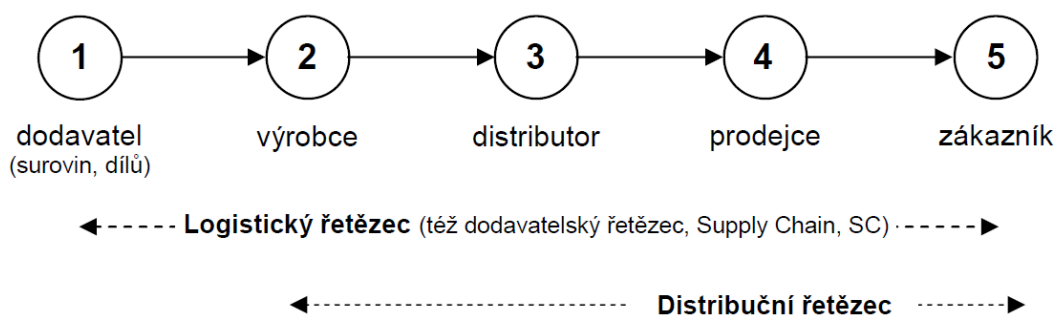 1 2 3 4 5
dodavatel výrobce distributor prodejce zákazník
(surovin, dílů)
Logistický řetězec (též dodavatelský řetězec, Supply Chain, SC)
Distribuční řetězec